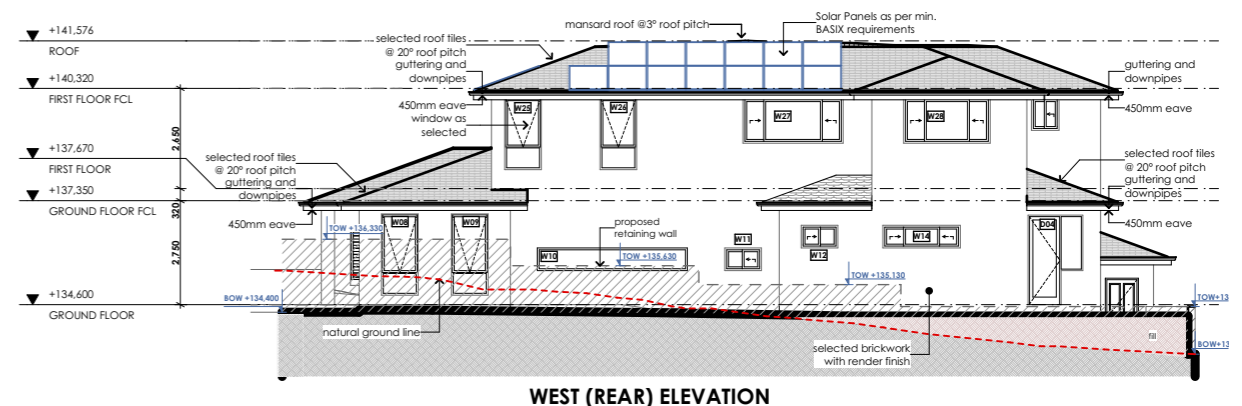 +141,576
ROOF
+140,320
FIRST FLOOR FCL
+137,670
FIRST FLOOR
+137,350
GROUND FLOOR FCL
+134,600
GROUND FLOOR
2,650
320
2,750
selected roof tiles
@ 20° roof pitch
guttering and
downpipes
450mm eave
window as
selected
mansard roof @3° roof pitch
Solar Panels as per min.
BASIX requirements
guttering and
downpipes
450mm eave
W25
W26
W27
W28
selected roof tiles
@ 20° roof pitch
guttering and
downpipes
450mm eave
selected roof tiles
@ 20° roof pitch
guttering and
downpipes
450mm eave
TOW +136,330
W08
W09
proposed
retaining wall
W10
TOW +135,630
W11
W12
W14
D04
TOW +135,130
BOW +134,400
natural ground line
selected brickwork
with render finish
fill
TOW+13
BOW+13
WEST (REAR) ELEVATION